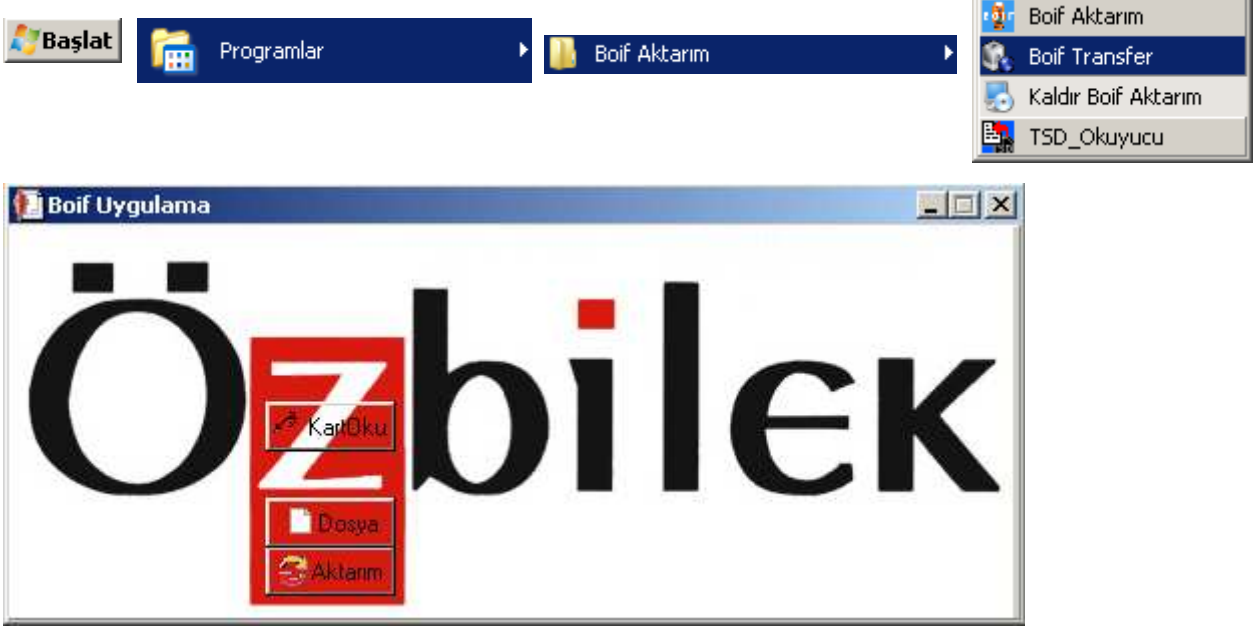 Başlat
Programlar
Boif Aktarım
Boif Aktarım
Boif Transfer
Kaldır Boif Aktarım
TSD_Okuyucu
Boif Uygulama
Özbilek
KartOku
Dosya
Aktarım